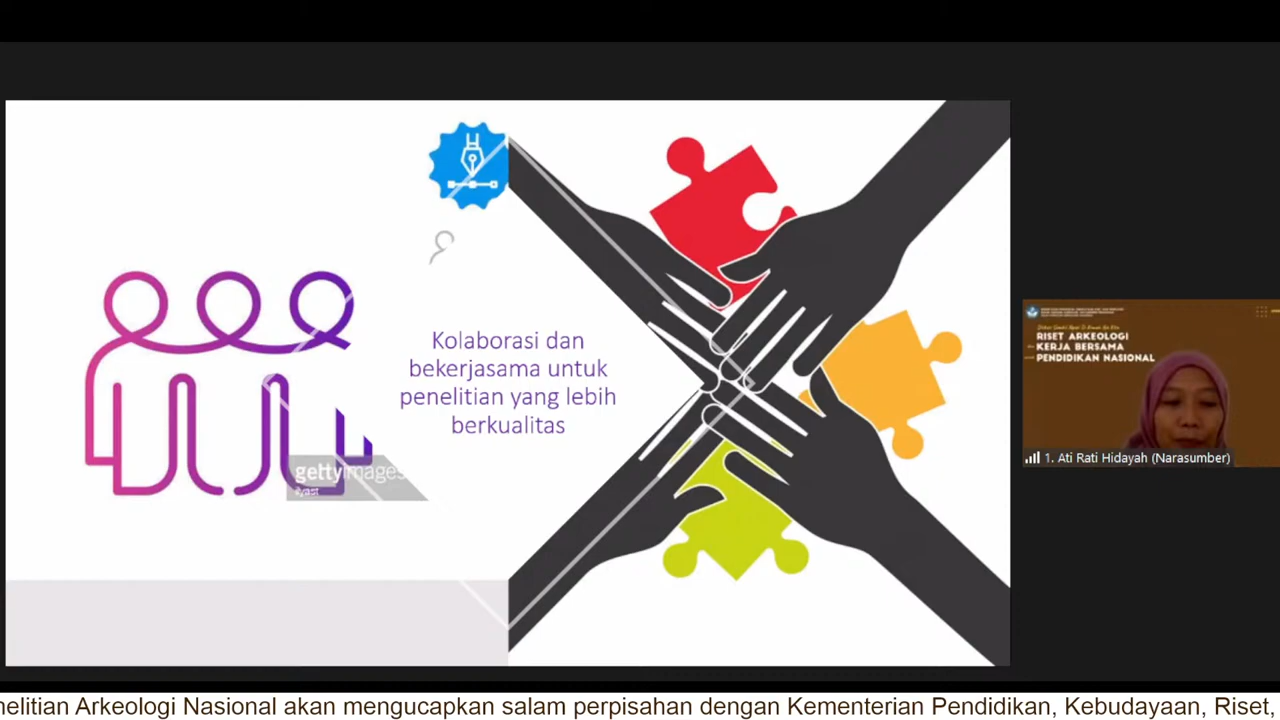 Kolaborasi dan
bekerjasama untuk
penelitian yang lebih
berkualitas
gettyimages
RISET ARKEOLOGI
KERJA BERSAMA
PENDIDIKAN NASIONAL
1. Ati Rati Hidayah (Narasumber)
nelitian Arkeologi Nasional akan mengucapkan salam perpisahan dengan Kementerian Pendidikan, Kebudayaan, Riset,